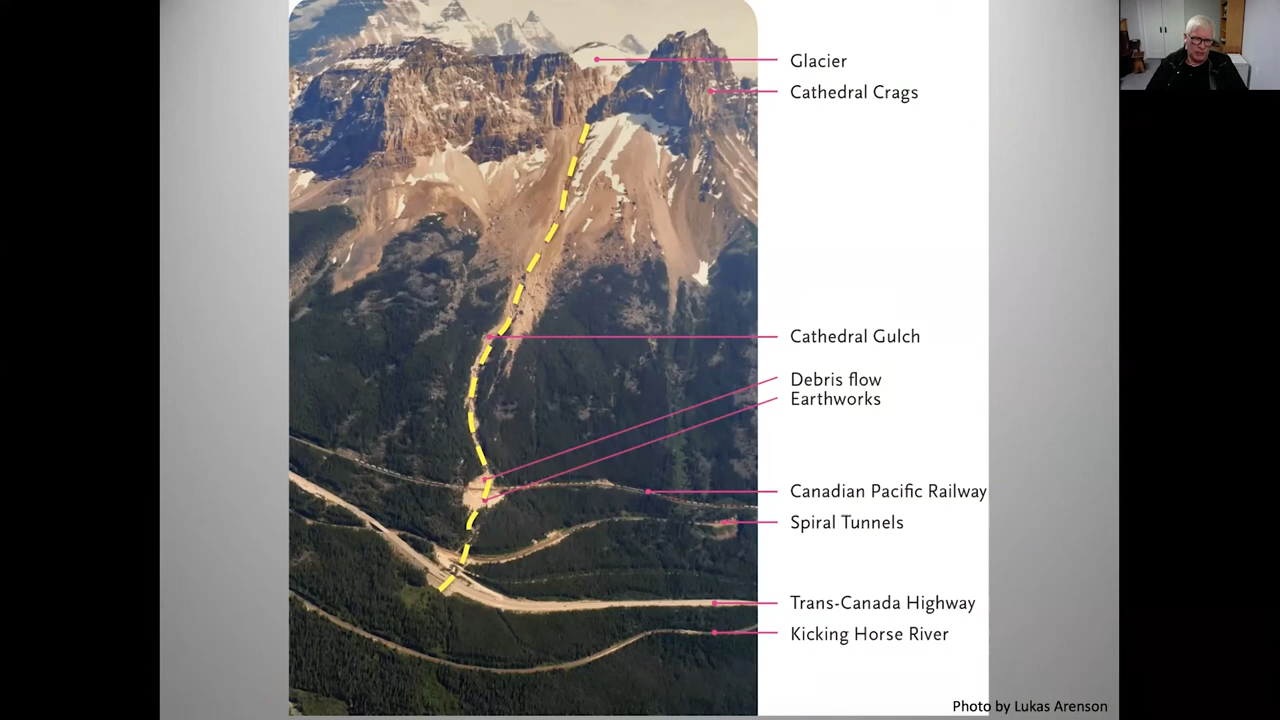 Glacier
Cathedral Crags
Cathedral Gulch
Debris flow
Earthworks
Canadian Pacific Railway
Spiral Tunnels
Trans-Canada Highway
Kicking Horse River
Photo by Lukas Arenson